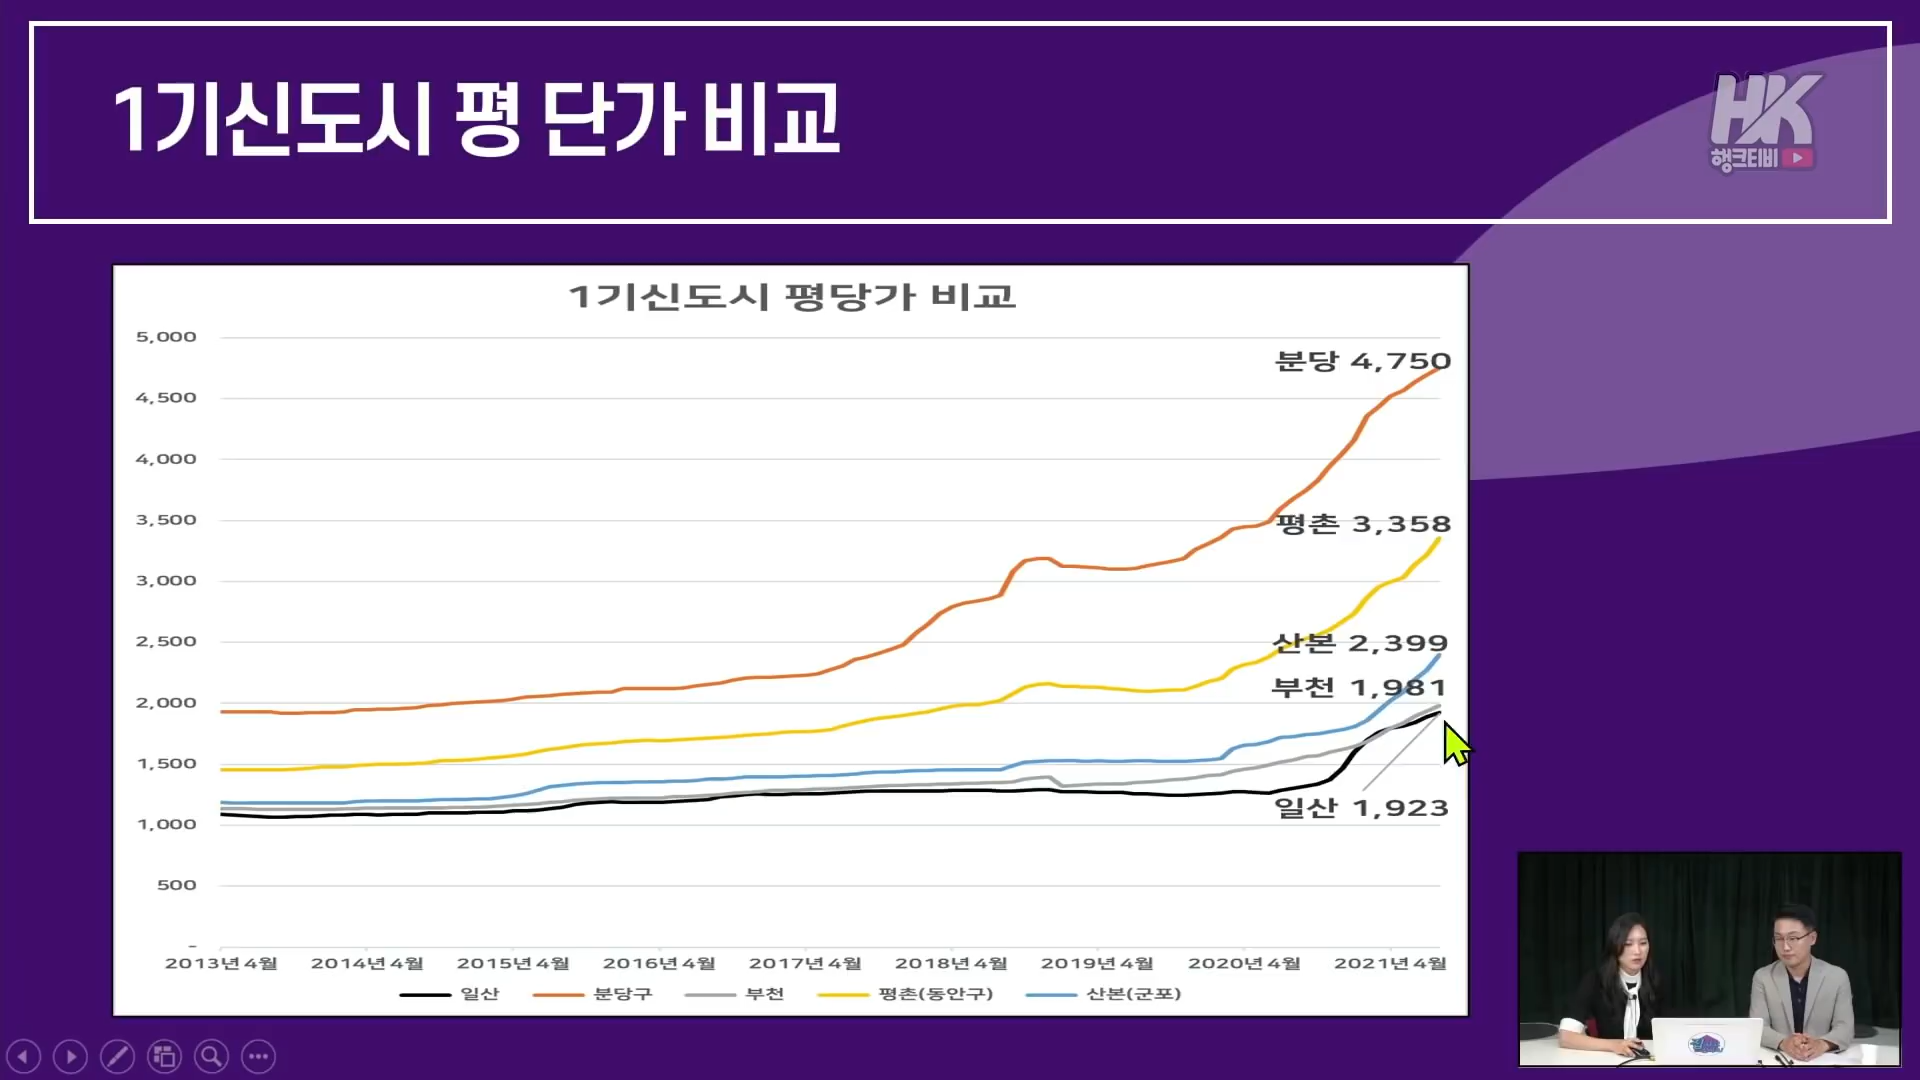 1기신도시 평 단가 비교
HK
행크티비
1기신도시 평당가 비교
5,000
4,500
4,000
3,500
3,000
2,500
2,000
1,500
1,000
500
-
분당 4,750
평촌 3,358
산본 2,399
부천 1,981
일산 1,923
2013년4월 2014년4월 2015년4월 2016년4월 2017년4월 2018년4월 2019년4월 2020년4월 2021년4월
일산 분당구 부천 평촌(동안구) 산본(군포)